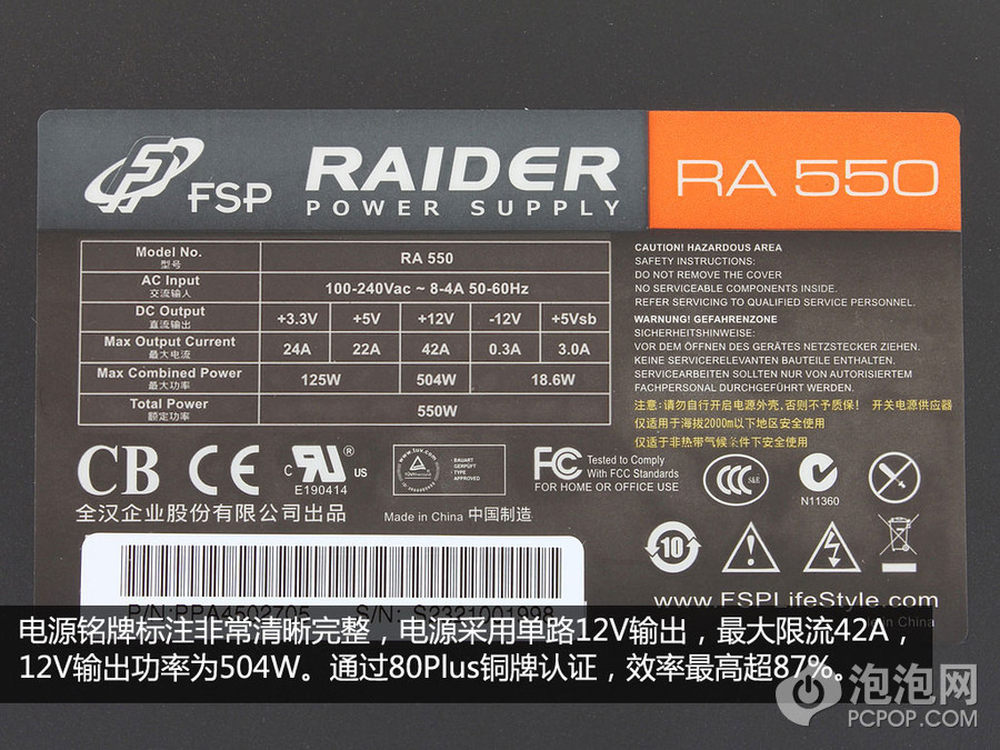 FSP
RAIDER
POWER SUPPLY
RA 550
Model No.
型号
RA 550
AC Input
交流输入
100-240Vac ~ 8-4A 50-60Hz
DC Output
直流输出
+3.3V +5V +12V -12V +5Vsb
Max Output Current
最大电流
24A 22A 42A 0.3A 3.0A
Max Combined Power
最大功率
125W 504W 18.6W
Total Power
额定功率
550W
CAUTION! HAZARDOUS AREA
SAFETY INSTRUCTIONS:
DO NOT REMOVE THE COVER
NO SERVICEABLE COMPONENTS INSIDE.
REFER SERVICING TO QUALIFIED SERVICE PERSONNEL.
WARNUNG! GEFAHRENZONE
SICHERHEITSHINWEISE:
VOR DEM ÖFFNEN DES GERÄTES NETZSTECKER ZIEHEN.
KEINE SERVICERELEVANTEN BAUTEILE ENTHALTEN.
SERVICEARBEITEN SOLLTEN NUR VON AUTORISIERTEM
FACHPERSONAL DURCHGEFÜHRT WERDEN.
注意:请勿自行开启电源外壳,否则不予质保! 开关电源供应器
仅适用于海拔2000m以下地区安全使用
仅适于非热带气候条件下安全使用
CB
CE
c RU ® US
E190414
www.tuv.com
BAUART
GEPRÜFT
TYPE
APPROVED
FC
Tested to Comply
With FCC Standards
FOR HOME OR OFFICE USE
CCC S&E
N11360
全汉企业股份有限公司出品
Made in China 中国制造
10
P/N:PPA4502705 S/N: S2321001998
www.FSPLifeStyle.com
电源铭牌标注非常清晰完整，电源采用单路12V输出，最大限流42A，
12V输出功率为504W。通过80Plus铜牌认证，效率最高超87%。
泡泡网
PCPOP.COM